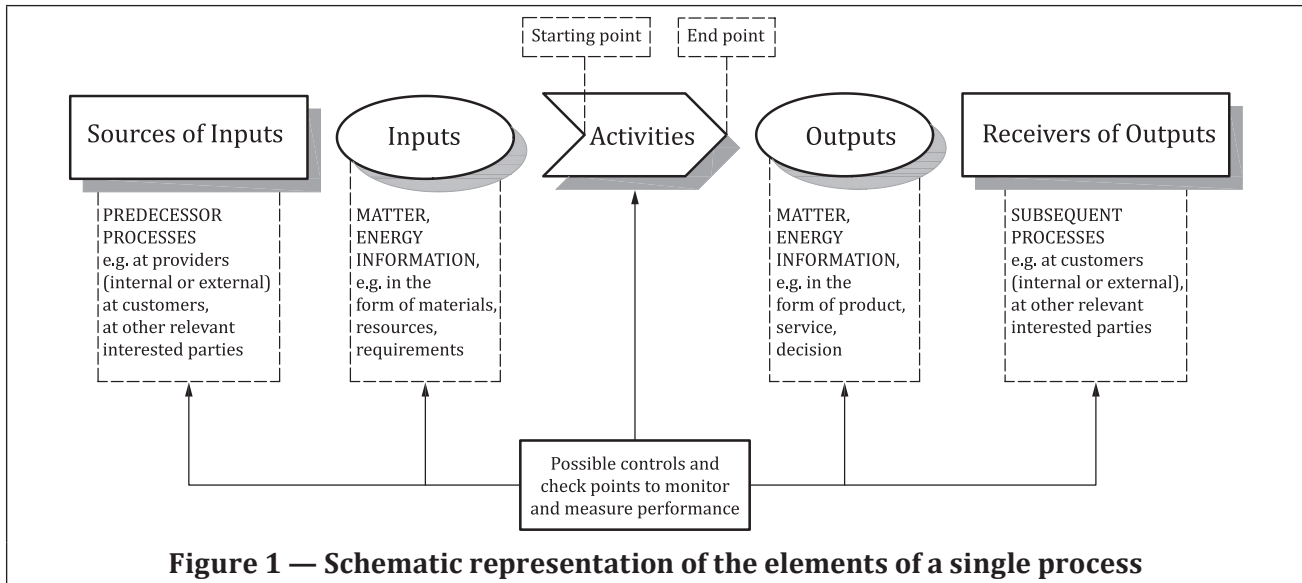 Starting point
End point
Sources of Inputs
Inputs
Activities
Outputs
Receivers of Outputs
PREDECESSOR
PROCESSES
e.g. at providers
(internal or external)
at customers,
at other relevant
interested parties
MATTER,
ENERGY
INFORMATION,
e.g. in the
form of materials,
resources,
requirements
MATTER,
ENERGY
INFORMATION,
e.g. in the
form of product,
service,
decision
SUBSEQUENT
PROCESSES
e.g. at customers
(internal or external),
at other relevant
interested parties
Possible controls and
check points to monitor
and measure performance
Figure 1 — Schematic representation of the elements of a single process